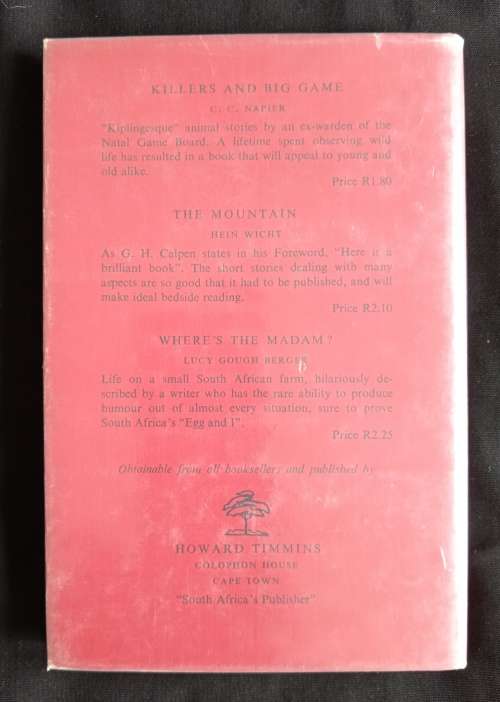 KILLERS AND BIG GAME
C. C. NAPIER
"Kiplingesque" animal stories by an ex-warden of the
Natal Game Board. A lifetime spent observing wild
life has resulted in a book that will appeal to young and
old alike.
Price R1.80
THE MOUNTAIN
HEIN WICHT
As G. H. Calpen states in his Foreword, "Here is a
brilliant book". The short stories dealing with many
aspects are so good that it had to be published, and will
make ideal bedside reading.
Price R2.10
WHERE'S THE MADAM?
LUCY GOUGH BERGER
Life on a small South African farm, hilariously de-
scribed by a writer who has the rare ability to produce
humour out of almost every situation, sure to prove
South Africa's "Egg and I".
Price R2.25
Obtainable from all bookseller, and published by
HOWARD TIMMINS
COLOPHON HOUSE
CAPE TOWN
"South Africa's Publisher"